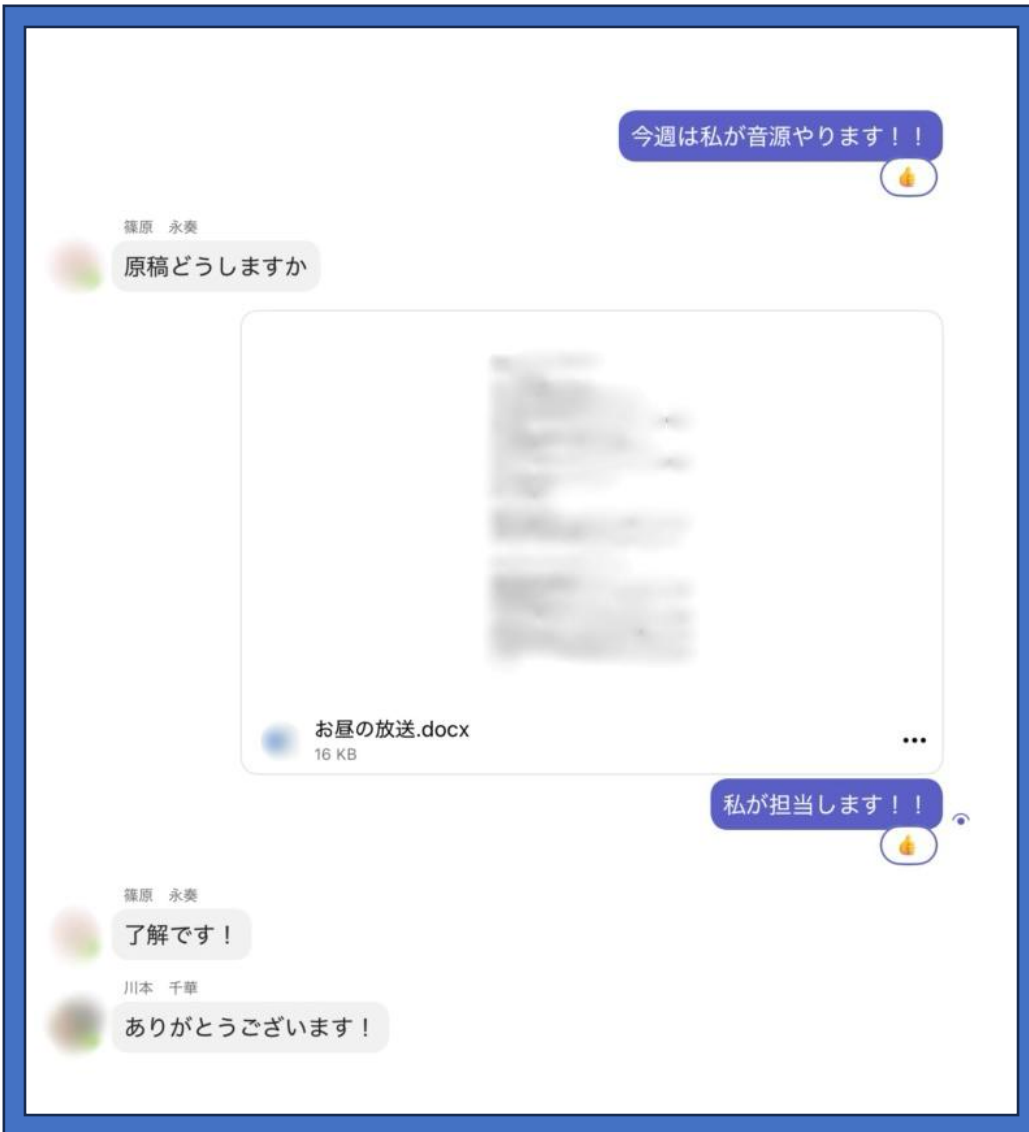 今週は私が音源やります！！
篠原　永奏
原稿どうしますか
お昼の放送.docx
16 KB
私が担当します！！
篠原　永奏
了解です！
川本　千華
ありがとうございます！